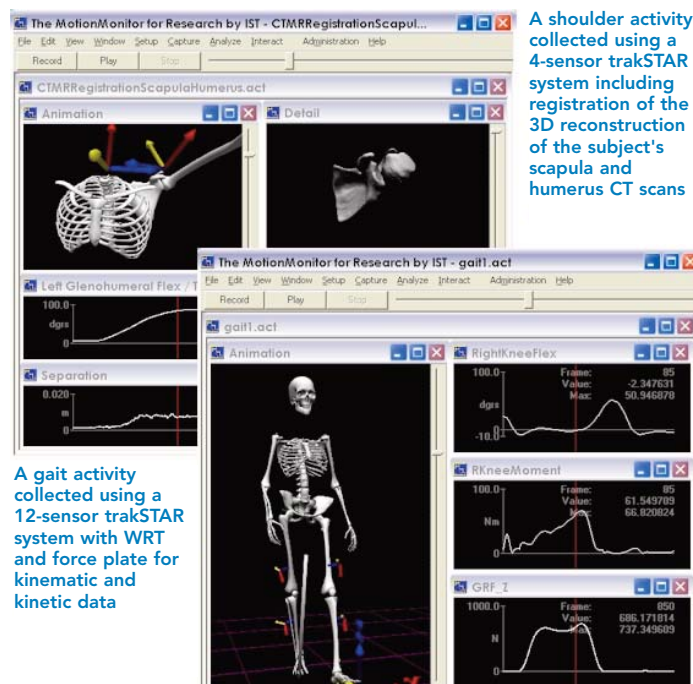 The MotionMonitor for Research by IST - CTMRRegistrationScapul...
File Edit View Window Setup Capture Analyze Interact Administration Help
Record Play Stop
CTMRRegistrationScapulaHumerus.act
Animation
Detail
Left Glenohumeral Flex / T
100.0
dgrs
0
Separation
0.020
m
0
A shoulder activity
collected using a
4-sensor trakSTAR
system including
registration of the
3D reconstruction
of the subject's
scapula and
humerus CT scans
The MotionMonitor for Research by IST - gait1.act
File Edit View Window Setup Capture Analyze Interact Administration Help
Record Play Stop
gait1.act
Animation
RightKneeFlex
100.0 Frame: 85
Value: -2.347631
Max: 50.946878
dgrs
0
-10.0
RKneeMoment
100.0 Frame: 85
Value: 61.549709
Max: 66.820824
Nm
0
GRF_Z
1000.0 Frame: 850
Value: 686.171814
Max: 737.349609
N
0
A gait activity
collected using a
12-sensor trakSTAR
system with WRT
and force plate for
kinematic and
kinetic data